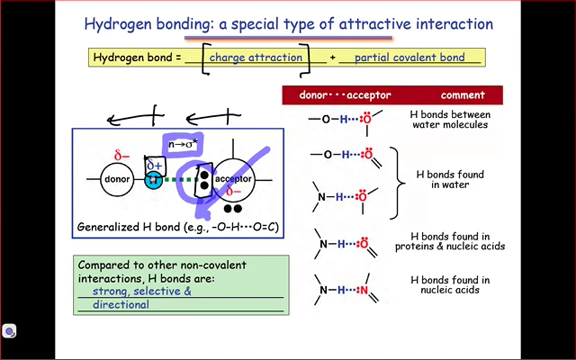 Hydrogen bonding: a special type of attractive interaction
Hydrogen bond = charge attraction + partial covalent bond
n→σ*
δ– δ+
donor H acceptor
δ–
Generalized H bond (e.g., –O–H···O=C)
Compared to other non-covalent
interactions, H bonds are:
strong, selective &
directional
donor···acceptor comment
–O–H···O H bonds between
water molecules
–O–H···O
H bonds found
in water
N–H···O
N–H···O H bonds found in
proteins & nucleic acids
N–H···N H bonds found in
nucleic acids